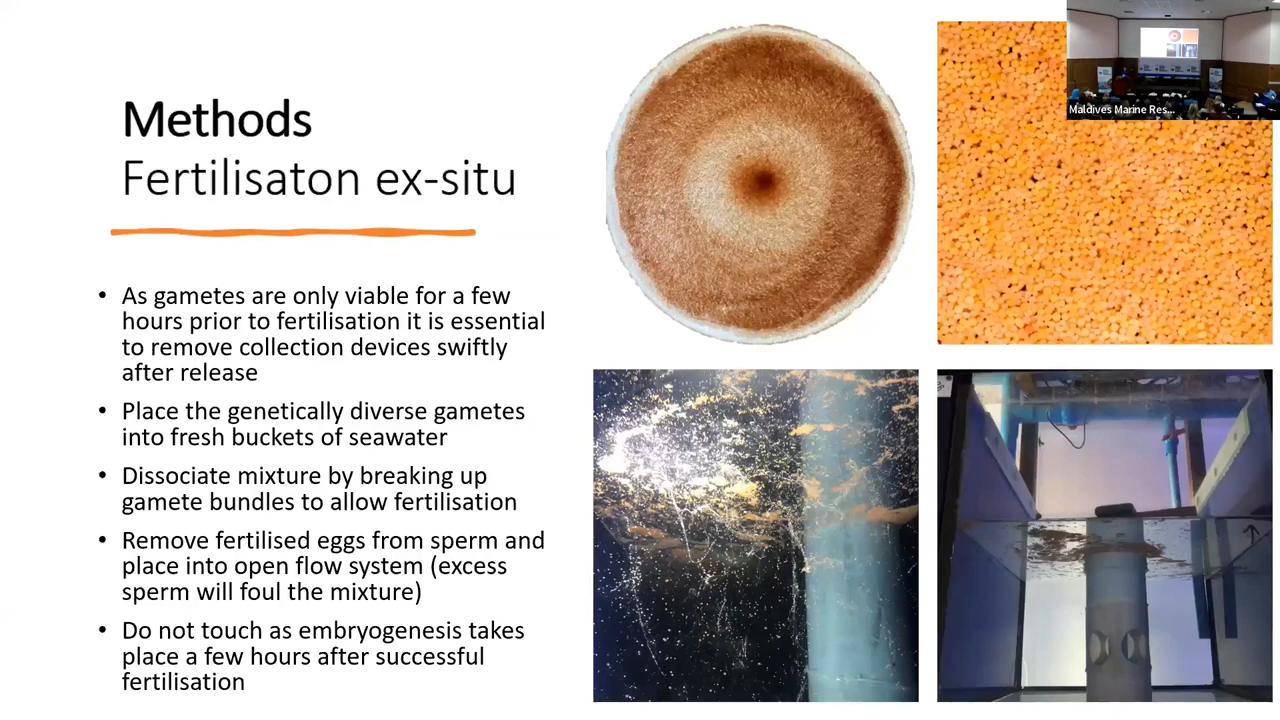 Methods
Fertilisaton ex-situ
• As gametes are only viable for a few
hours prior to fertilisation it is essential
to remove collection devices swiftly
after release
• Place the genetically diverse gametes
into fresh buckets of seawater
• Dissociate mixture by breaking up
gamete bundles to allow fertilisation
• Remove fertilised eggs from sperm and
place into open flow system (excess
sperm will foul the mixture)
• Do not touch as embryogenesis takes
place a few hours after successful
fertilisation
Maldives Marine Res...